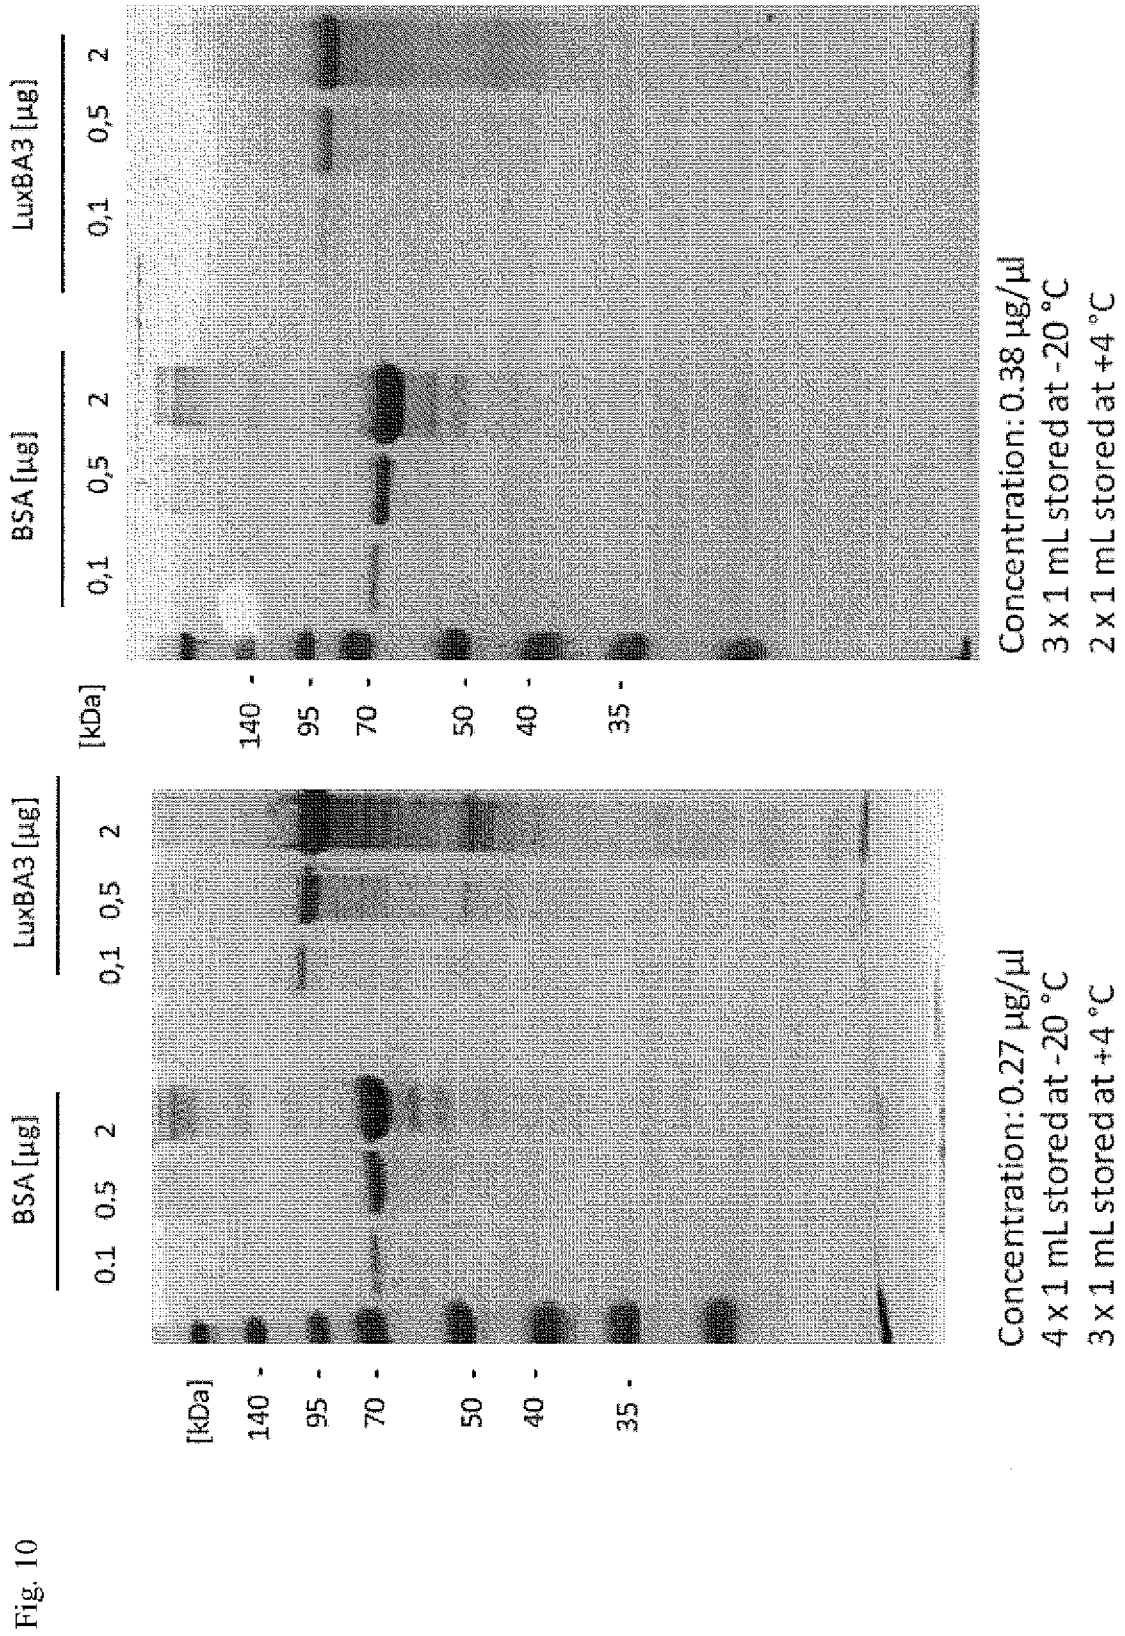 Fig. 10
BSA [µg]
LuxBA3 [µg]
0.1 0.5 2
0,1 0,5 2
[kDa]
140 -
95 -
70 -
50 -
40 -
35 -
Concentration: 0.27 µg/µl
4 x 1 mL stored at -20 °C
3 x 1 mL stored at +4 °C
BSA [µg]
LuxBA3 [µg]
0,1 0,5 2
0,1 0,5 2
[kDa]
140 -
95 -
70 -
50 -
40 -
35 -
Concentration: 0.38 µg/µl
3 x 1 mL stored at -20 °C
2 x 1 mL stored at +4 °C